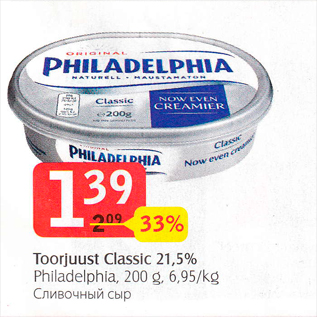 ORIGINAL
PHILADELPHIA
NATURELL • MAUSTAMATON
Classic
NOW EVEN
CREAMIER
℮200g
PHILADELPHIA
Classic
Now even creamier
1 39
2 09
33%
Toorjuust Classic 21,5%
Philadelphia, 200 g, 6,95/kg
Сливочный сыр